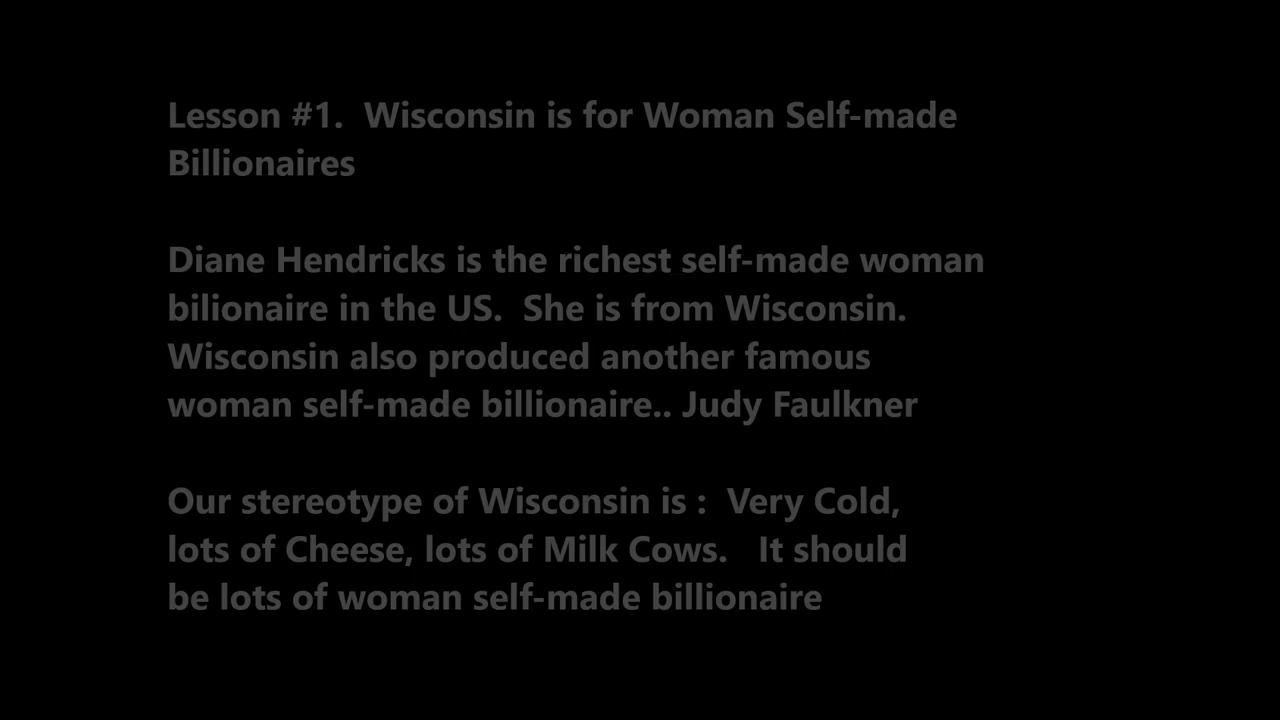 Lesson #1.  Wisconsin is for Woman Self-made
Billionaires
Diane Hendricks is the richest self-made woman
bilionaire in the US.  She is from Wisconsin.
Wisconsin also produced another famous
woman self-made billionaire.. Judy Faulkner
Our stereotype of Wisconsin is :  Very Cold,
lots of Cheese, lots of Milk Cows.   It should
be lots of woman self-made billionaire